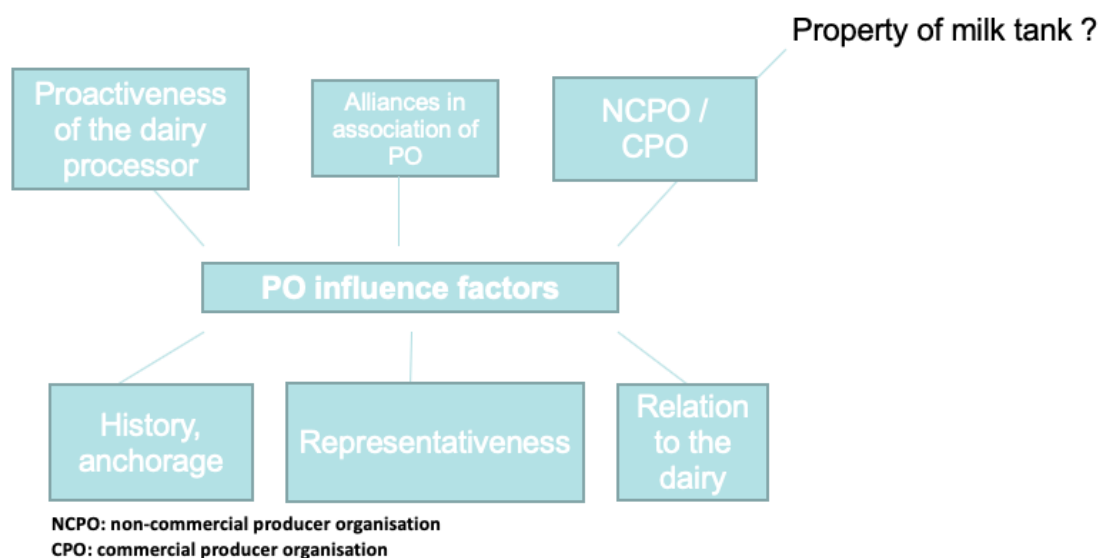 Property of milk tank ?
Proactiveness
of the dairy
processor
Alliances in
association of
PO
NCPO /
CPO
PO influence factors
History,
anchorage
Representativeness
Relation
to the
dairy
NCPO: non-commercial producer organisation
CPO: commercial producer organisation